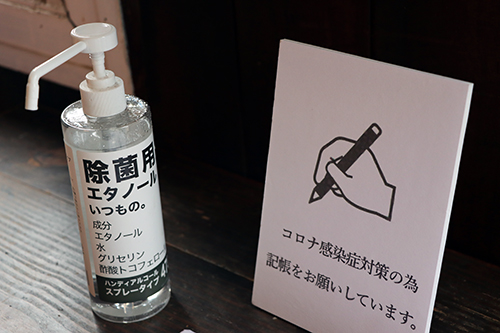 除菌用
エタノール
いつもの。
成分
エタノール
水
グリセリン
酢酸トコフェロー
ハンディアルコール
スプレータイプ
コロナ感染症対策の為
記帳をお願いしています。